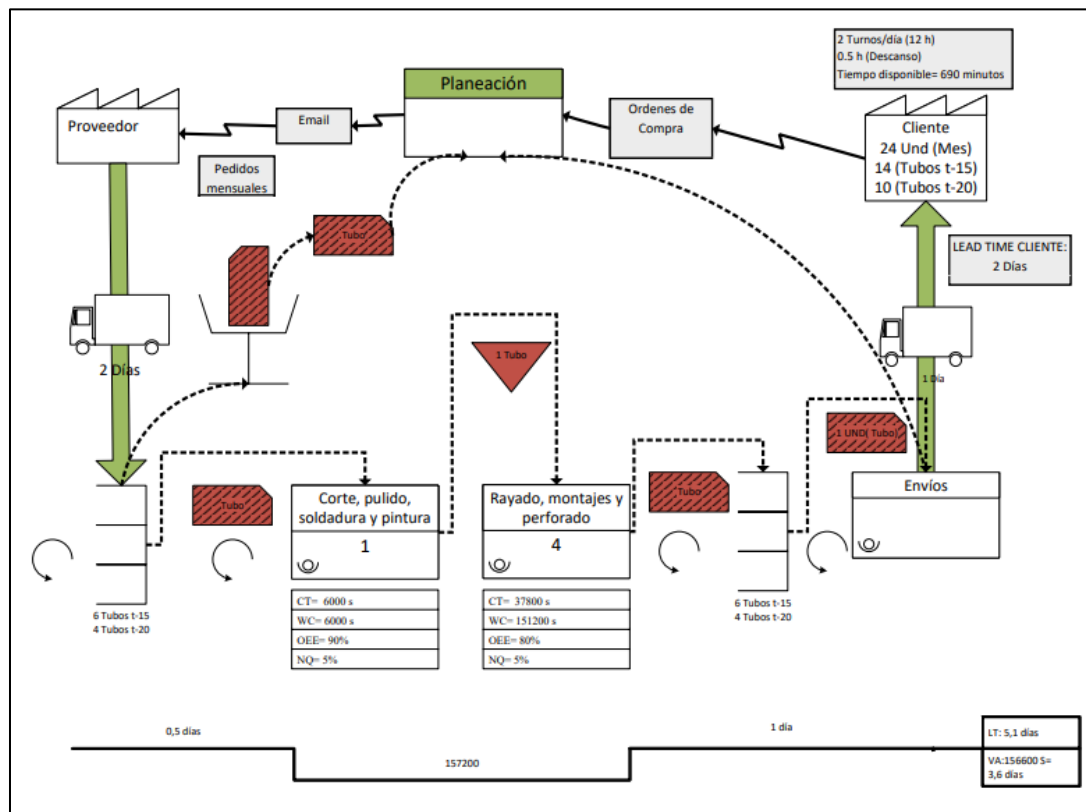 2 Turnos/día (12 h)
0.5 h (Descanso)
Tiempo disponible= 690 minutos
Planeación
Proveedor
Email
Ordenes de
Compra
Cliente
24 Und (Mes)
14 (Tubos t-15)
10 (Tubos t-20)
Pedidos
mensuales
Tubo
LEAD TIME CLIENTE:
2 Días
2 Días
1 Tubo
1 Día
1 UND( Tubo)
Tubo
Corte, pulido,
soldadura y pintura
1
Rayado, montajes y
perforado
4
Tubo
Envíos
6 Tubos t-15
4 Tubos t-20
CT= 6000 s
WC= 6000 s
OEE= 90%
NQ= 5%
CT= 37800 s
WC= 151200 s
OEE= 80%
NQ= 5%
6 Tubos t-15
4 Tubos t-20
0,5 días
157200
1 día
LT: 5,1 días
VA:156600 S=
3,6 días